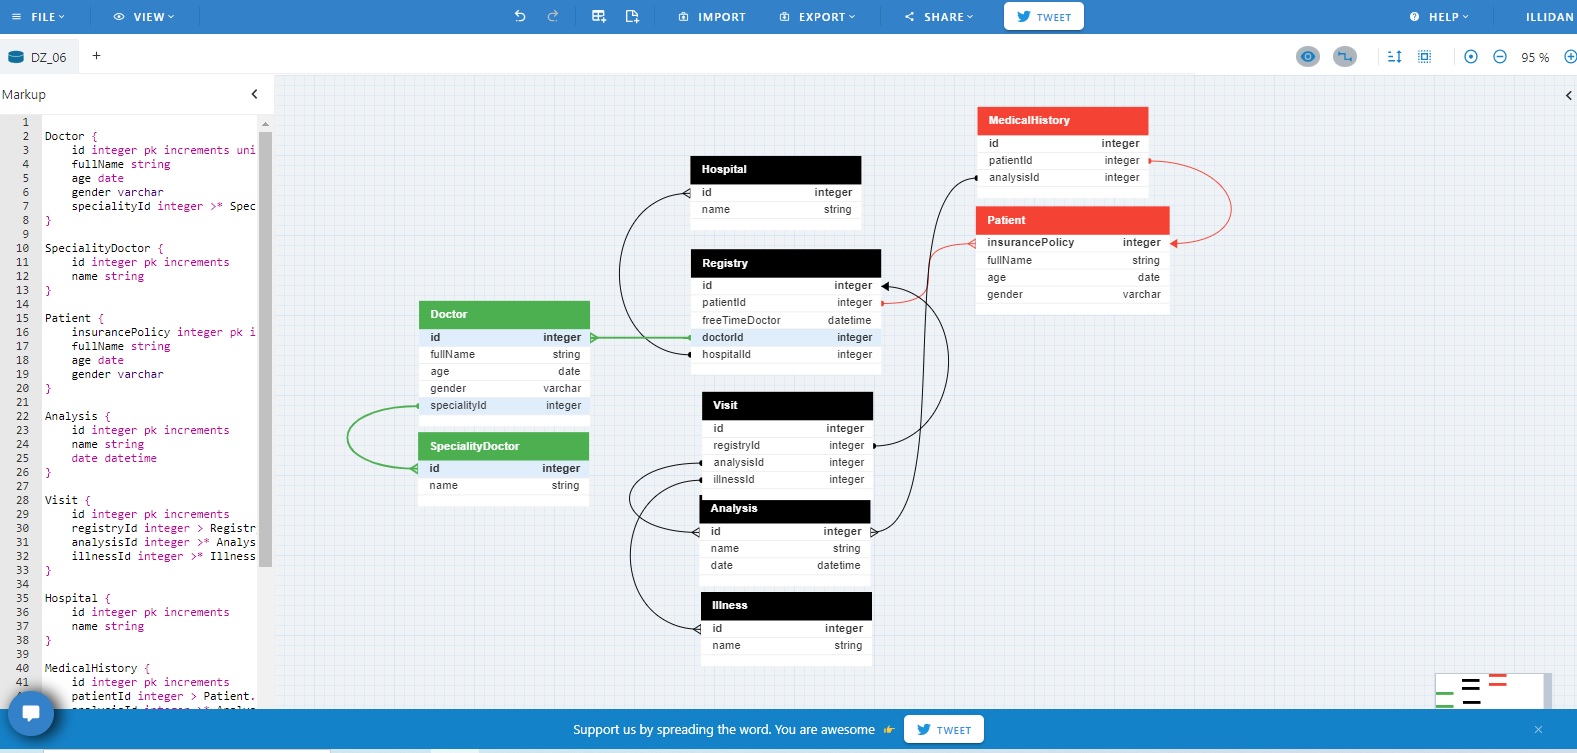 FILE VIEW IMPORT EXPORT SHARE TWEET HELP ILLIDAN
DZ_06 + 95 %
Markup
1
2 Doctor {
3 id integer pk increments uni
4 fullName string
5 age date
6 gender varchar
7 specialityId integer >* Spec
8 }
9
10 SpecialityDoctor {
11 id integer pk increments
12 name string
13 }
14
15 Patient {
16 insurancePolicy integer pk i
17 fullName string
18 age date
19 gender varchar
20 }
21
22 Analysis {
23 id integer pk increments
24 name string
25 date datetime
26 }
27
28 Visit {
29 id integer pk increments
30 registryId integer > Registr
31 analysisId integer >* Analys
32 illnessId integer >* Illness
33 }
34
35 Hospital {
36 id integer pk increments
37 name string
38 }
39
40 MedicalHistory {
41 id integer pk increments
patientId integer > Patient.
Doctor
id integer
fullName string
age date
gender varchar
specialityId integer
SpecialityDoctor
id integer
name string
Hospital
id integer
name string
Registry
id integer
patientId integer
freeTimeDoctor datetime
doctorId integer
hospitalId integer
Visit
id integer
registryId integer
analysisId integer
illnessId integer
Analysis
id integer
name string
date datetime
Illness
id integer
name string
MedicalHistory
id integer
patientId integer
analysisId integer
Patient
insurancePolicy integer
fullName string
age date
gender varchar
Support us by spreading the word. You are awesome 👉 TWEET